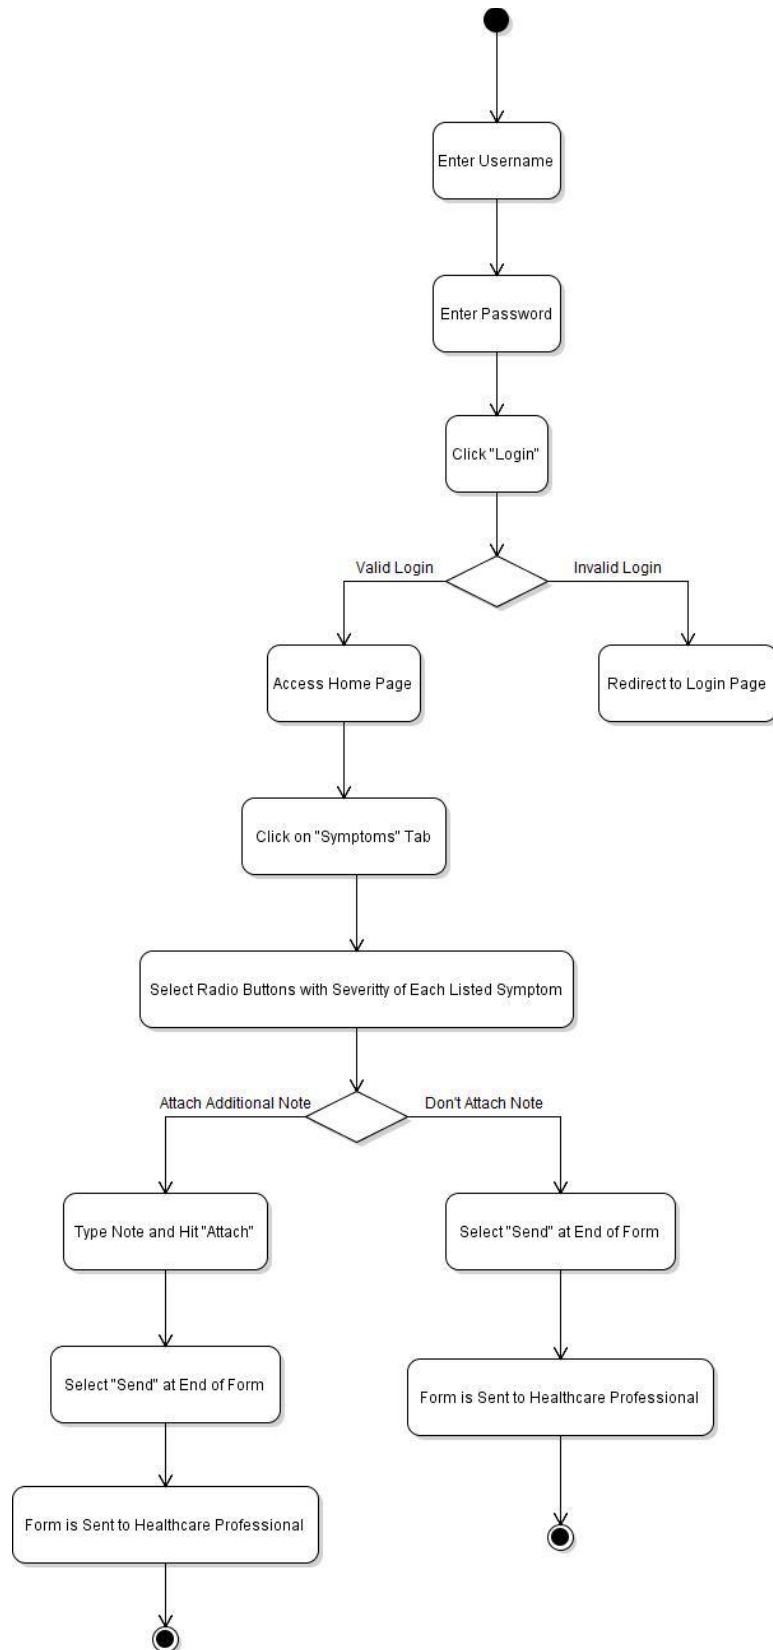 Enter Username
Enter Password
Click "Login"
Valid Login
Invalid Login
Access Home Page
Redirect to Login Page
Click on "Symptoms" Tab
Select Radio Buttons with Severitty of Each Listed Symptom
Attach Additional Note
Don't Attach Note
Type Note and Hit "Attach"
Select "Send" at End of Form
Select "Send" at End of Form
Form is Sent to Healthcare Professional
Form is Sent to Healthcare Professional